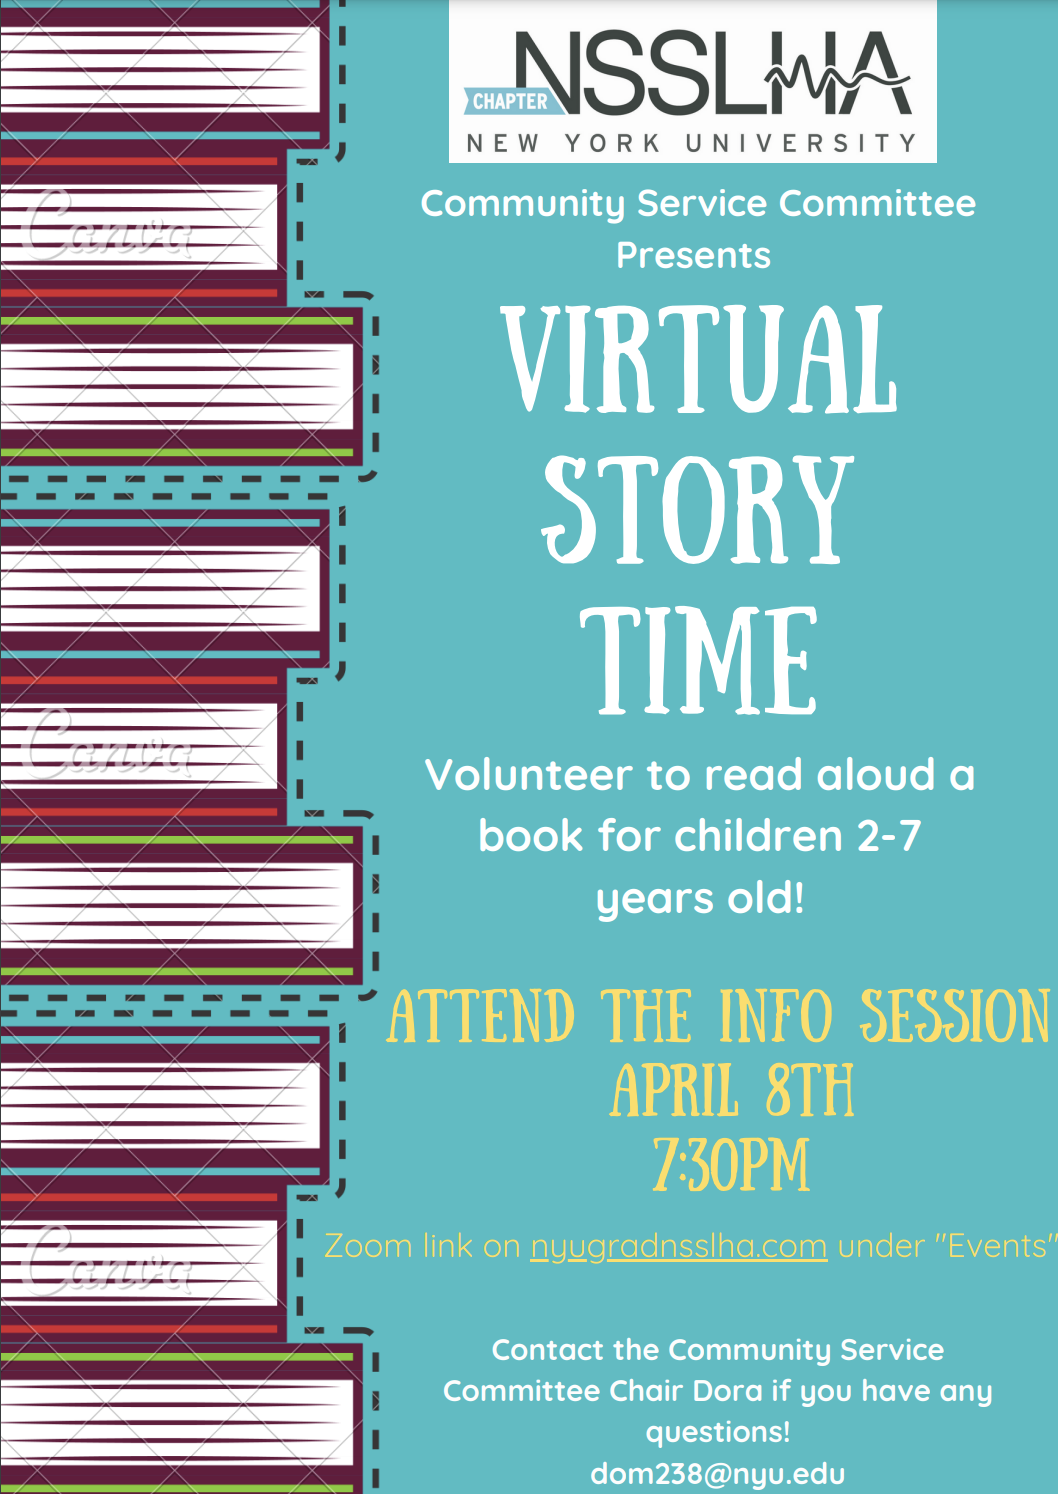 NSSLHA
CHAPTER
NEW YORK UNIVERSITY
Community Service Committee
Presents
VIRTUAL
STORY
TIME
Volunteer to read aloud a
book for children 2-7
years old!
ATTEND THE INFO SESSION
APRIL 8TH
7:30PM
Zoom link on nyugradnsslha.com under "Events"
Contact the Community Service
Committee Chair Dora if you have any
questions!
dom238@nyu.edu
Canva
Canva
Canva